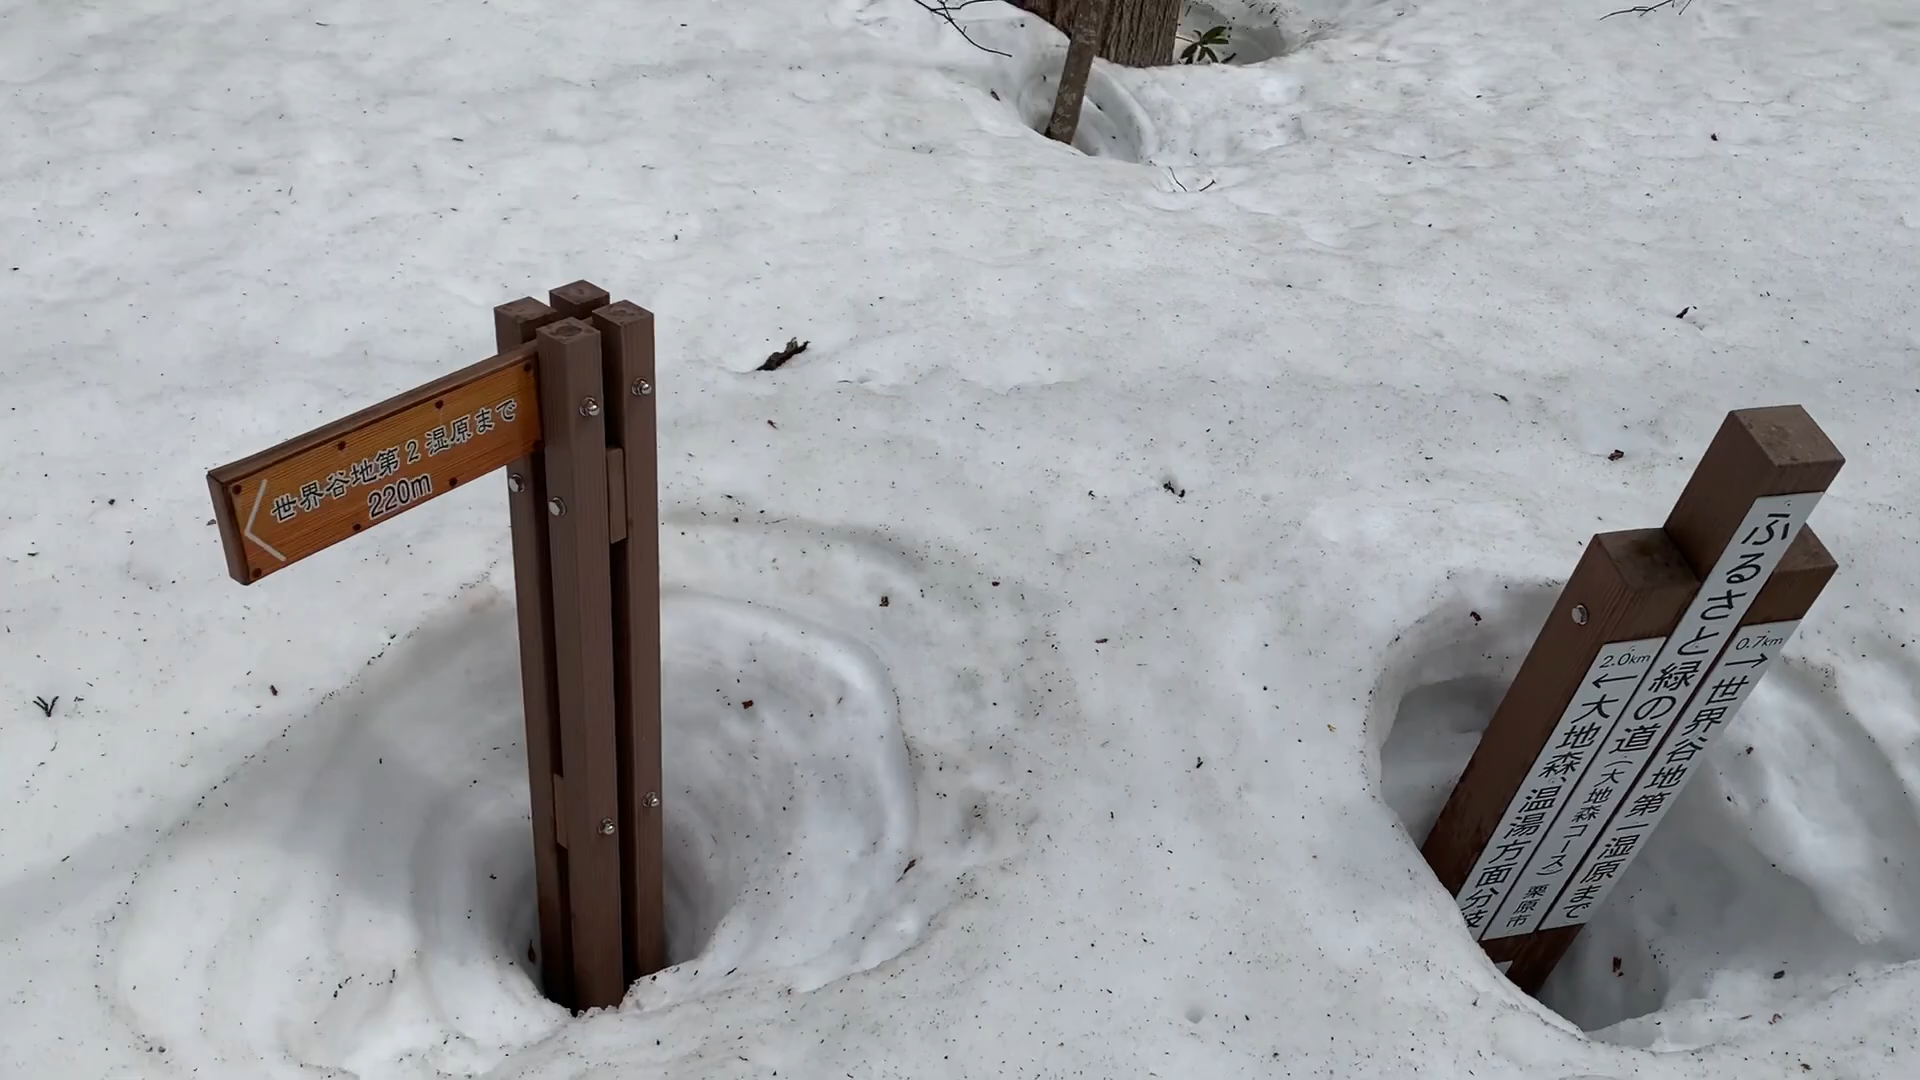 世界谷地第2湿原まで
220m
ふるさと緑の道(大地森コース) 栗原市
2.0km
←大地森、温湯方面分岐
0.7km
→世界谷地第一湿原まで